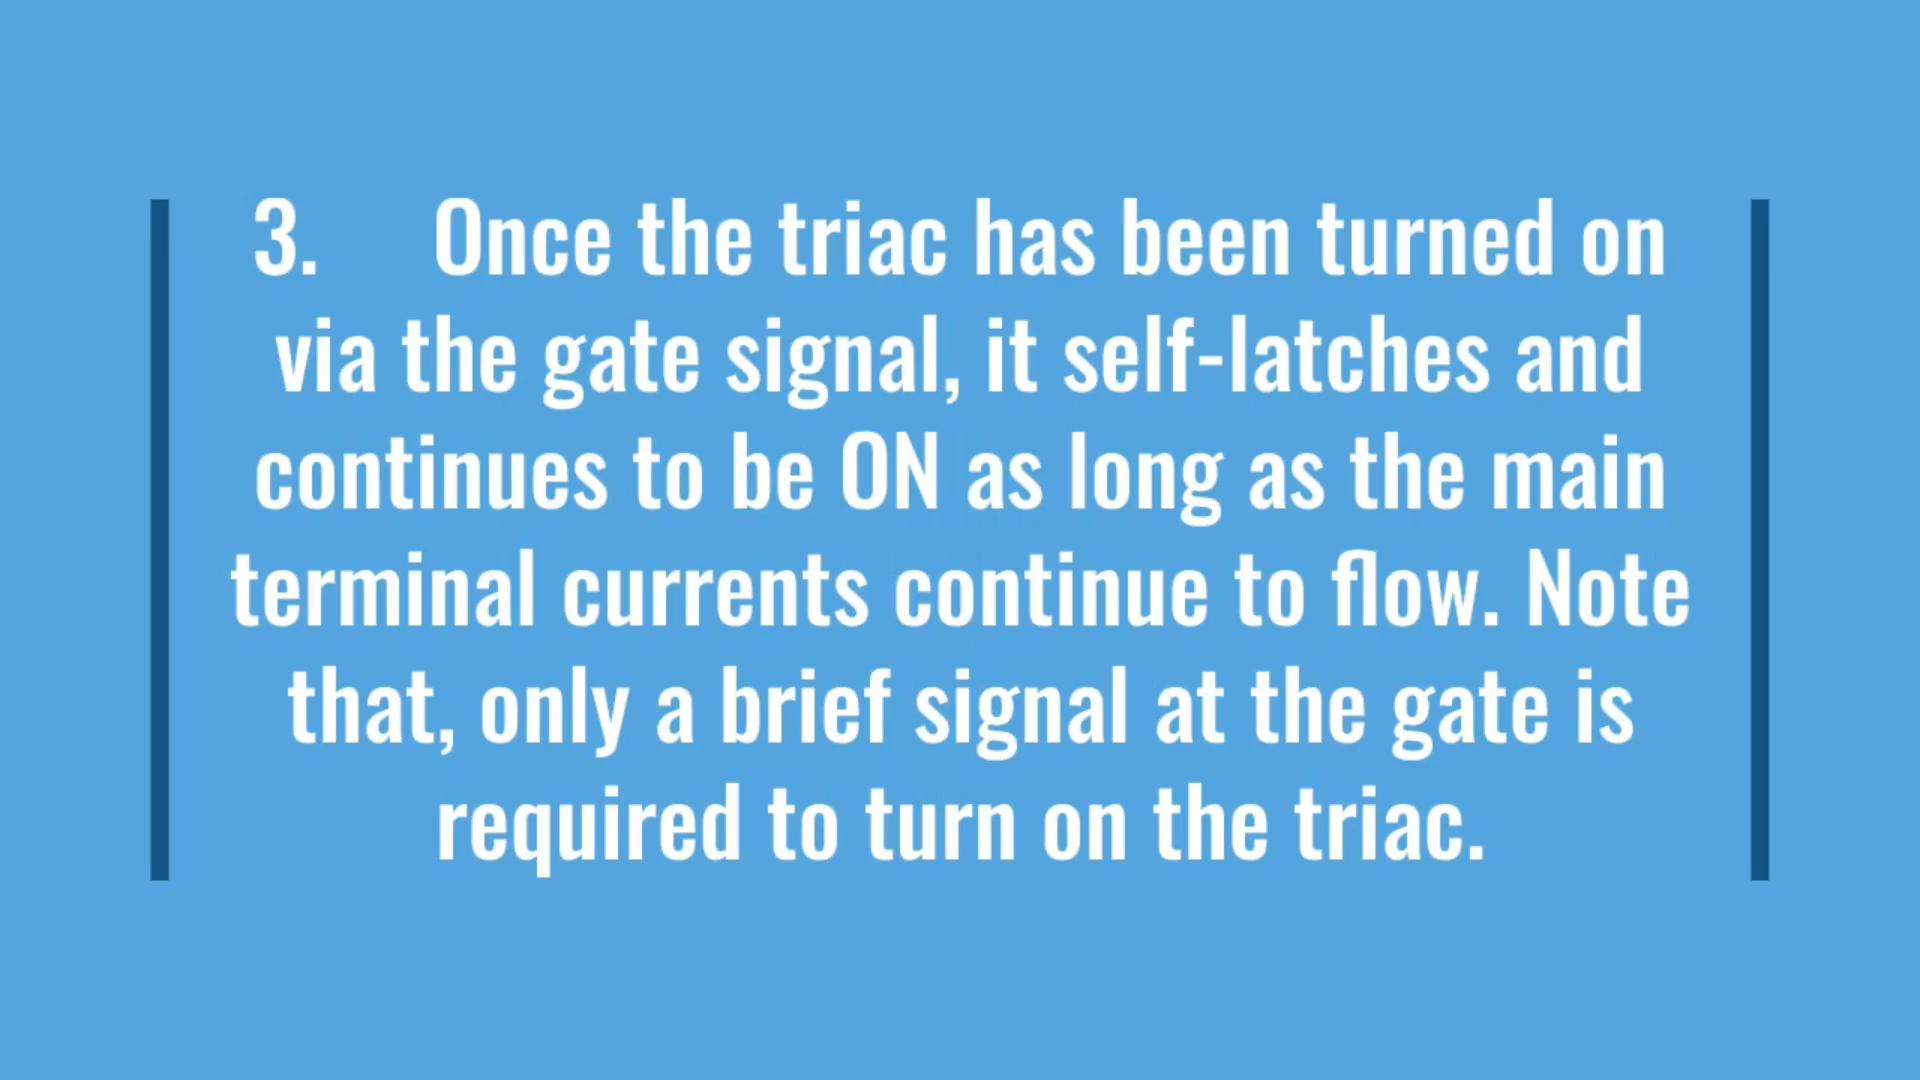 3. Once the triac has been turned on
via the gate signal, it self-latches and
continues to be ON as long as the main
terminal currents continue to flow. Note
that, only a brief signal at the gate is
required to turn on the triac.